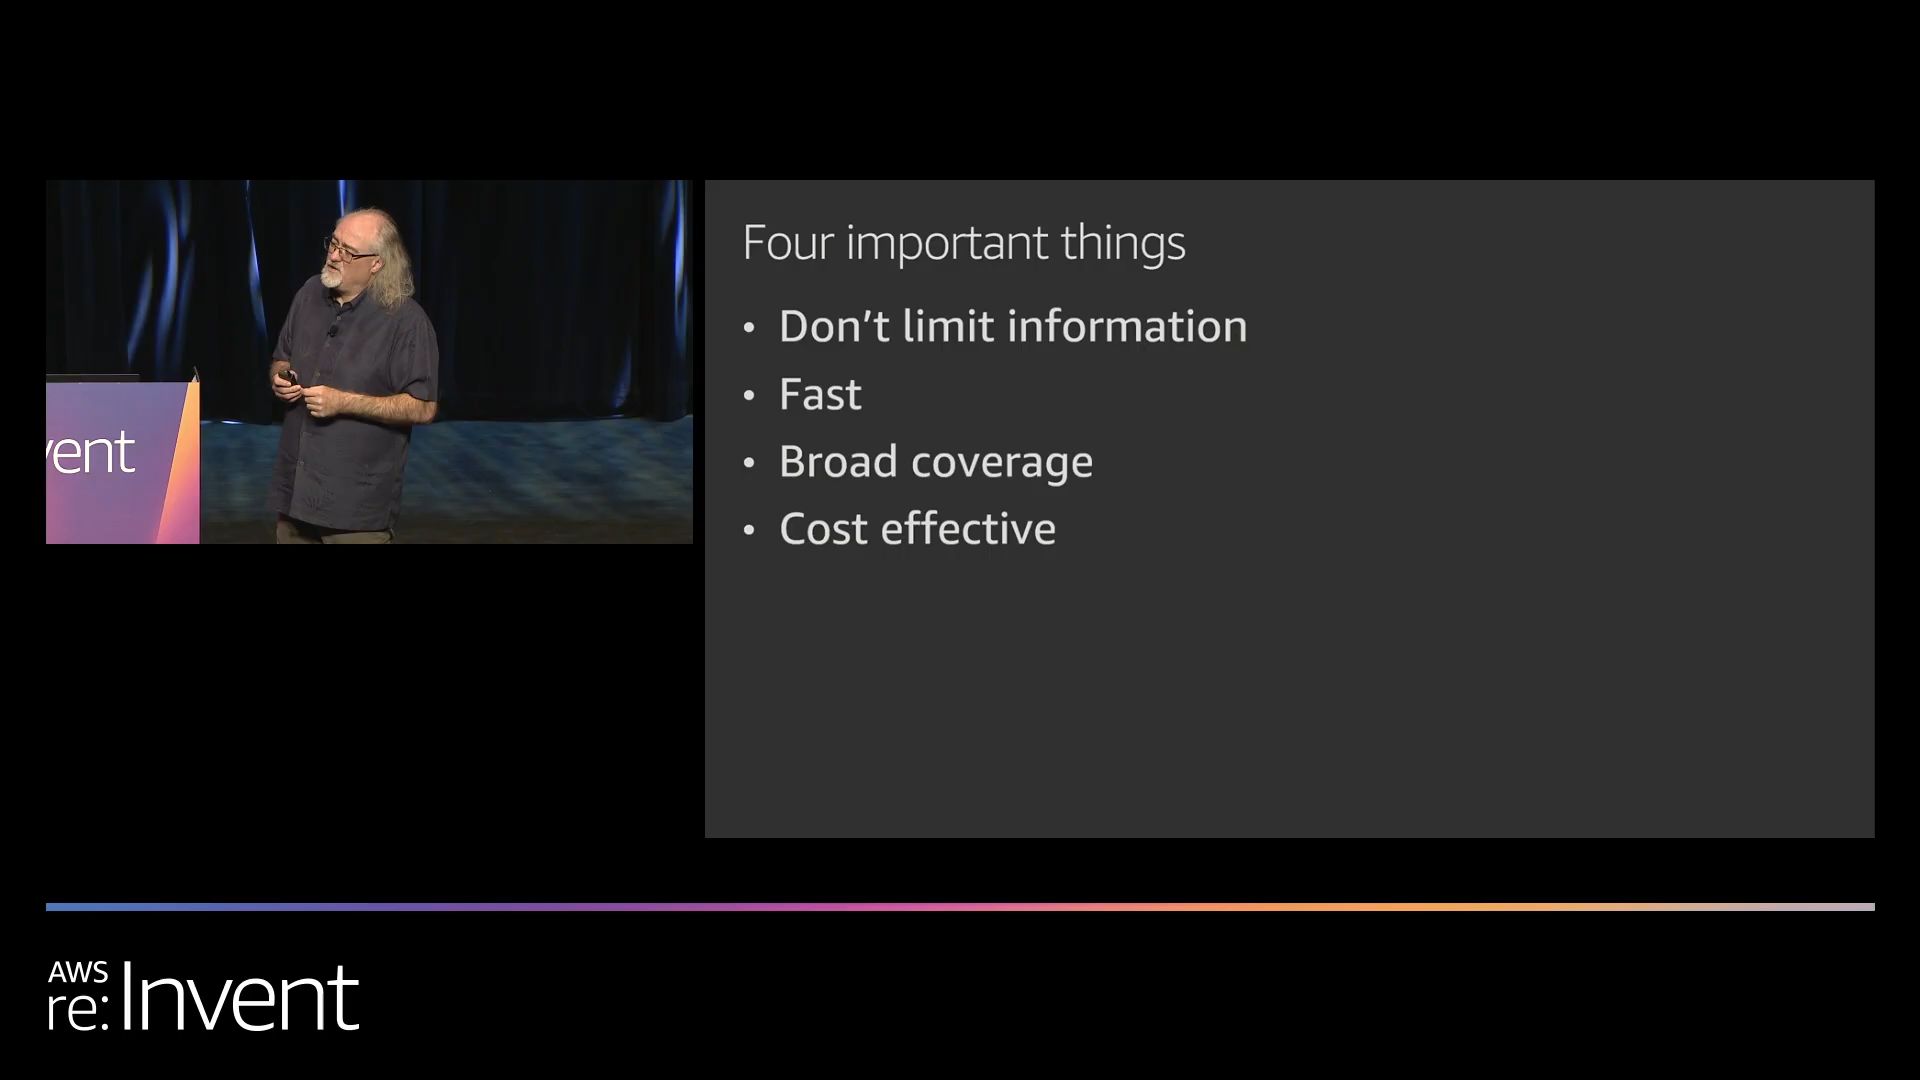 vent
Four important things
• Don’t limit information
• Fast
• Broad coverage
• Cost effective
AWS
re:Invent